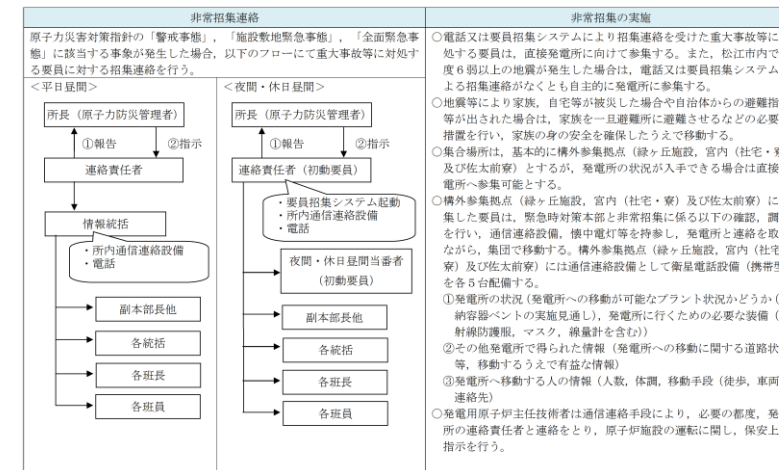 非常招集連絡
原子力災害対策指針の「警戒事態」，「施設敷地緊急事態」，「全面緊急事
態」に該当する事象が発生した場合，以下のフローにて重大事故等に対処す
る要員に対する招集連絡を行う。
＜平日昼間＞
所長（原子力防災管理者）
①報告
②指示
連絡責任者
情報統括
・所内通信連絡設備
・電話
副本部長他
各統括
各班長
各班員
＜夜間・休日昼間＞
所長（原子力防災管理者）
①報告
②指示
連絡責任者（初動要員）
・要員招集システム起動
・所内通信連絡設備
・電話
夜間・休日昼間当番者
（初動要員）
副本部長他
各統括
各班長
各班員
非常招集の実施
○電話又は要員招集システムにより招集連絡を受けた重大事故等に
処する要員は，直接発電所に向けて参集する。また，松江市内で
度６弱以上の地震が発生した場合は，電話又は要員招集システム
よる招集連絡がなくとも自主的に発電所に参集する。
○地震等により家族，自宅等が被災した場合や自治体からの避難指
等が出された場合は，家族を一旦避難所に避難させるなどの必要
措置を行い，家族の身の安全を確保したうえで移動する。
○集合場所は，基本的に構外参集拠点（緑ヶ丘施設，宮内（社宅・寮
及び佐太前寮）とするが，発電所の状況が入手できる場合は直接
電所へ参集可能とする。
○構外参集拠点（緑ヶ丘施設，宮内（社宅・寮）及び佐太前寮）に
集した要員は，緊急時対策本部と非常招集に係る以下の確認，調
を行い，通信連絡設備，懐中電灯等を持参し，発電所と連絡を取
ながら，集団で移動する。構外参集拠点（緑ヶ丘施設，宮内（社宅
寮）及び佐太前寮）には通信連絡設備として衛星電話設備（携帯型
を各５台配備する。
①発電所の状況（発電所への移動が可能なプラント状況かどうか（
納容器ベントの実施見通し），発電所に行くための必要な装備（
射線防護服，マスク，線量計を含む））
②その他発電所で得られた情報（発電所への移動に関する道路状
等，移動するうえで有益な情報）
③発電所へ移動する人の情報（人数，体調，移動手段（徒歩，車両
連絡先）
○発電用原子炉主任技術者は通信連絡手段により，必要の都度，発
所の連絡責任者と連絡をとり，原子炉施設の運転に関し，保安上
指示を行う。